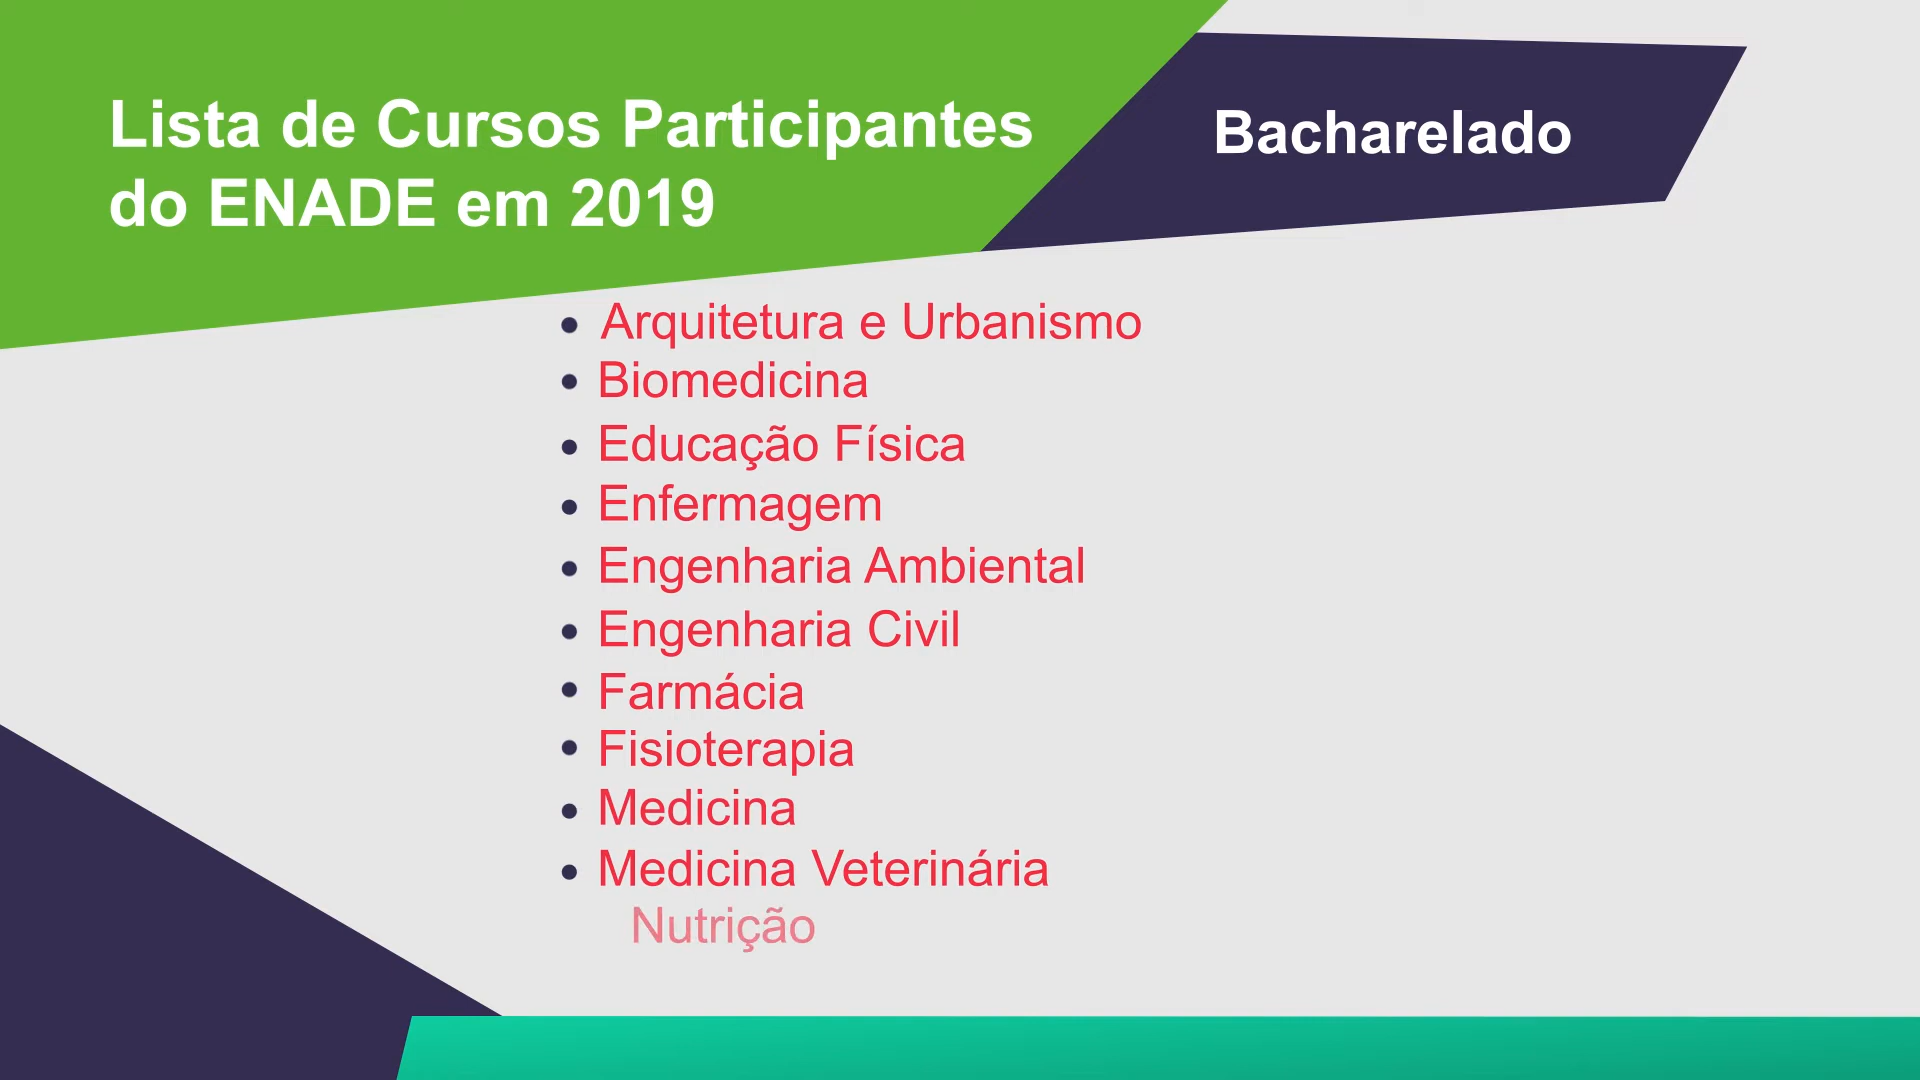 Lista de Cursos Participantes
do ENADE em 2019
Bacharelado
Arquitetura e Urbanismo
Biomedicina
Educação Física
Enfermagem
Engenharia Ambiental
Engenharia Civil
Farmácia
Fisioterapia
Medicina
Medicina Veterinária
Nutrição